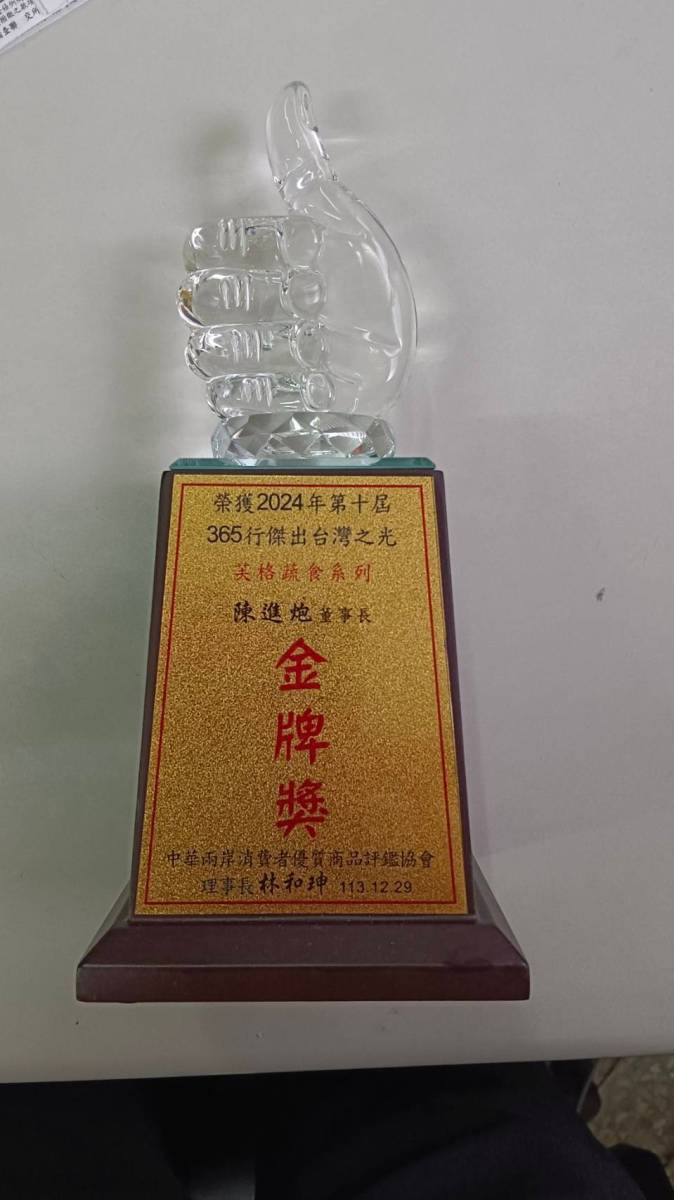 榮獲2024年第十屆
365行傑出台灣之光
芙格蔬食系列
陳進炮 董事長
金
牌
獎
中華兩岸消費者優質商品評鑑協會
理事長 林和珅 113.12.29